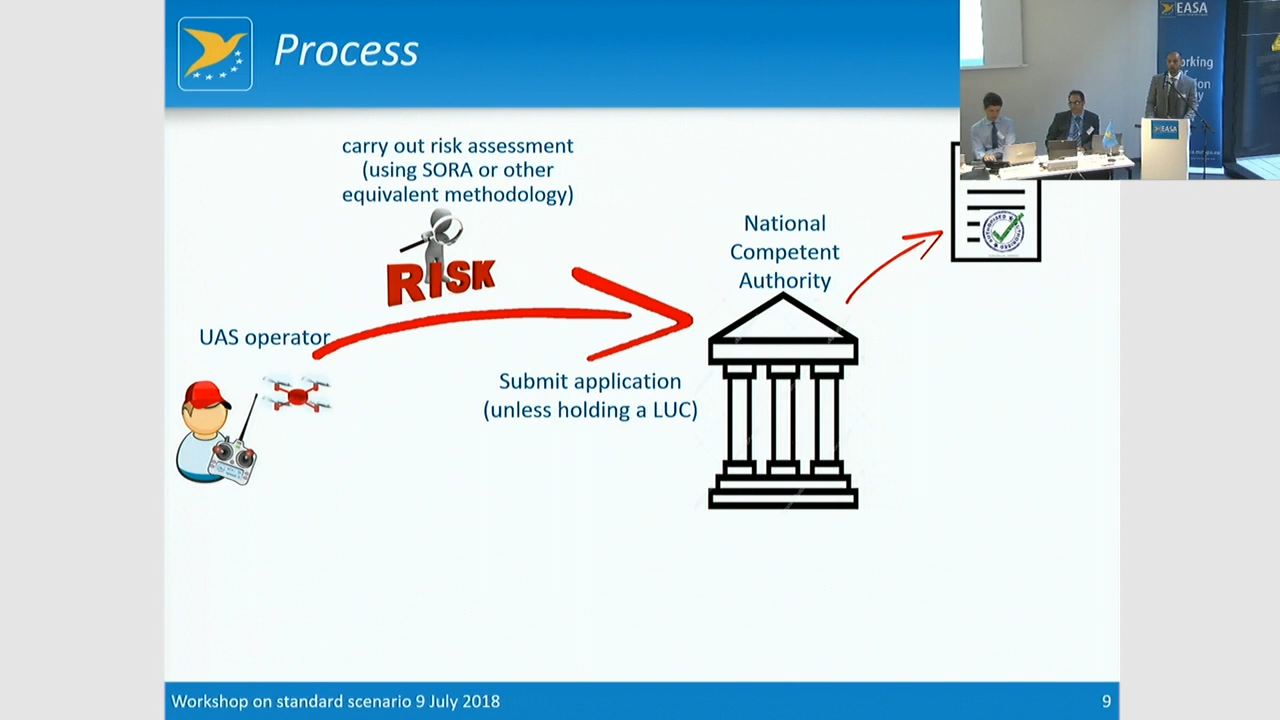 Process
EASA
carry out risk assessment
(using SORA or other
equivalent methodology)
RISK
National
Competent
Authority
UAS operator
Submit application
(unless holding a LUC)
EASA
Workshop on standard scenario 9 July 2018
9